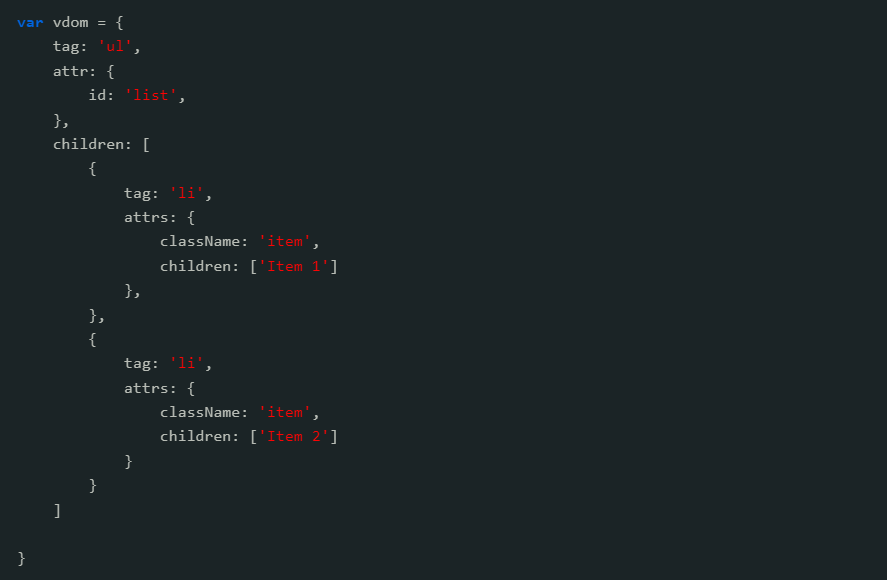 var vdom = {
    tag: 'ul',
    attr: {
        id: 'list',
    },
    children: [
        {
            tag: 'li',
            attrs: {
                className: 'item',
                children: ['Item 1']
            },
        },
        {
            tag: 'li',
            attrs: {
                className: 'item',
                children: ['Item 2']
            }
        }
    ]

}